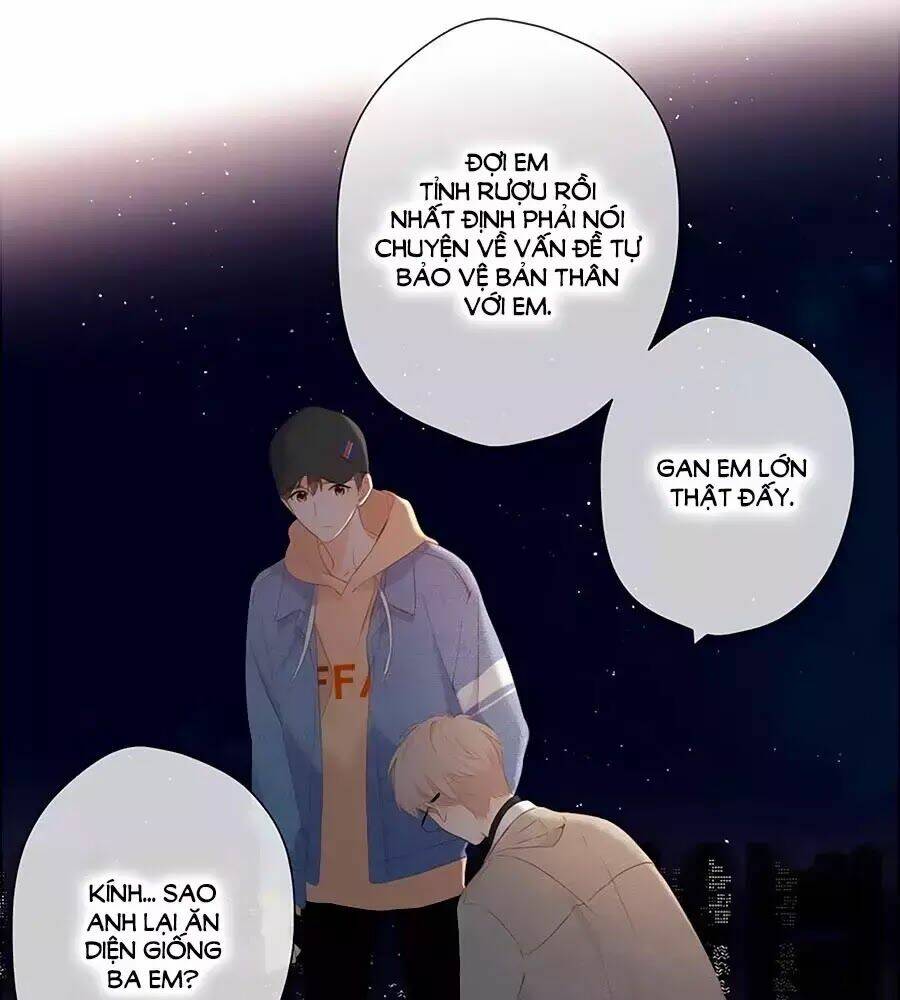 ĐỢI EM
TỈNH RƯỢU RỒI
NHẤT ĐỊNH PHẢI NÓI
CHUYỆN VỀ VẤN ĐỀ TỰ
BẢO VỆ BẢN THÂN
VỚI EM.
GAN EM LỚN
THẬT ĐẤY.
FFA
KÍNH... SAO
ANH LẠI ĂN
DIỆN GIỐNG
BA EM?